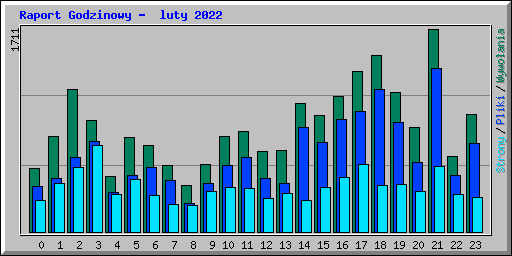 Raport Godzinowy - luty 2022
1711
Strony / Pliki / Wywolania
0 1 2 3 4 5 6 7 8 9 10 11 12 13 14 15 16 17 18 19 20 21 22 23